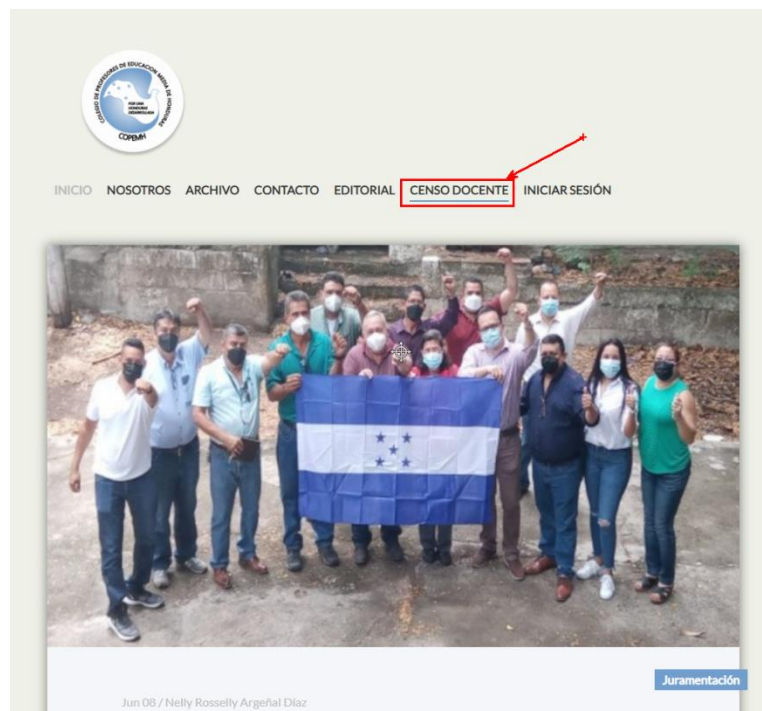 COLEGIO DE PROFESORES DE EDUCACION MEDIA DE HONDURAS
POR UNA
HONDURAS
DESARROLLADA
COPEMH
INICIO NOSOTROS ARCHIVO CONTACTO EDITORIAL CENSO DOCENTE INICIAR SESIÓN
Juramentación
Jun 08 / Nelly Rosselly Argeñal Díaz